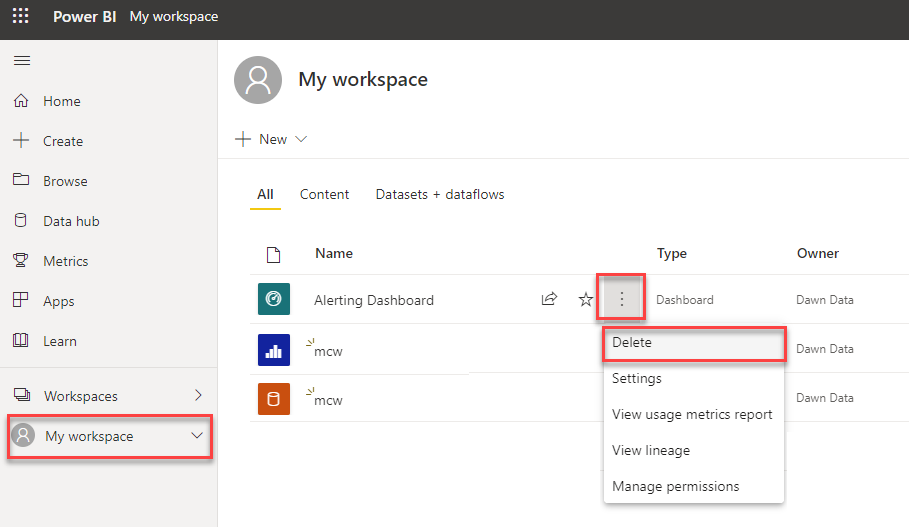 Power BI My workspace
Home
Create
Browse
Data hub
Metrics
Apps
Learn
Workspaces
My workspace
My workspace
New
All Content Datasets + dataflows
Name Type Owner
Alerting Dashboard Dashboard Dawn Data
mcw Dawn Data
mcw Dawn Data
Delete
Settings
View usage metrics report
View lineage
Manage permissions